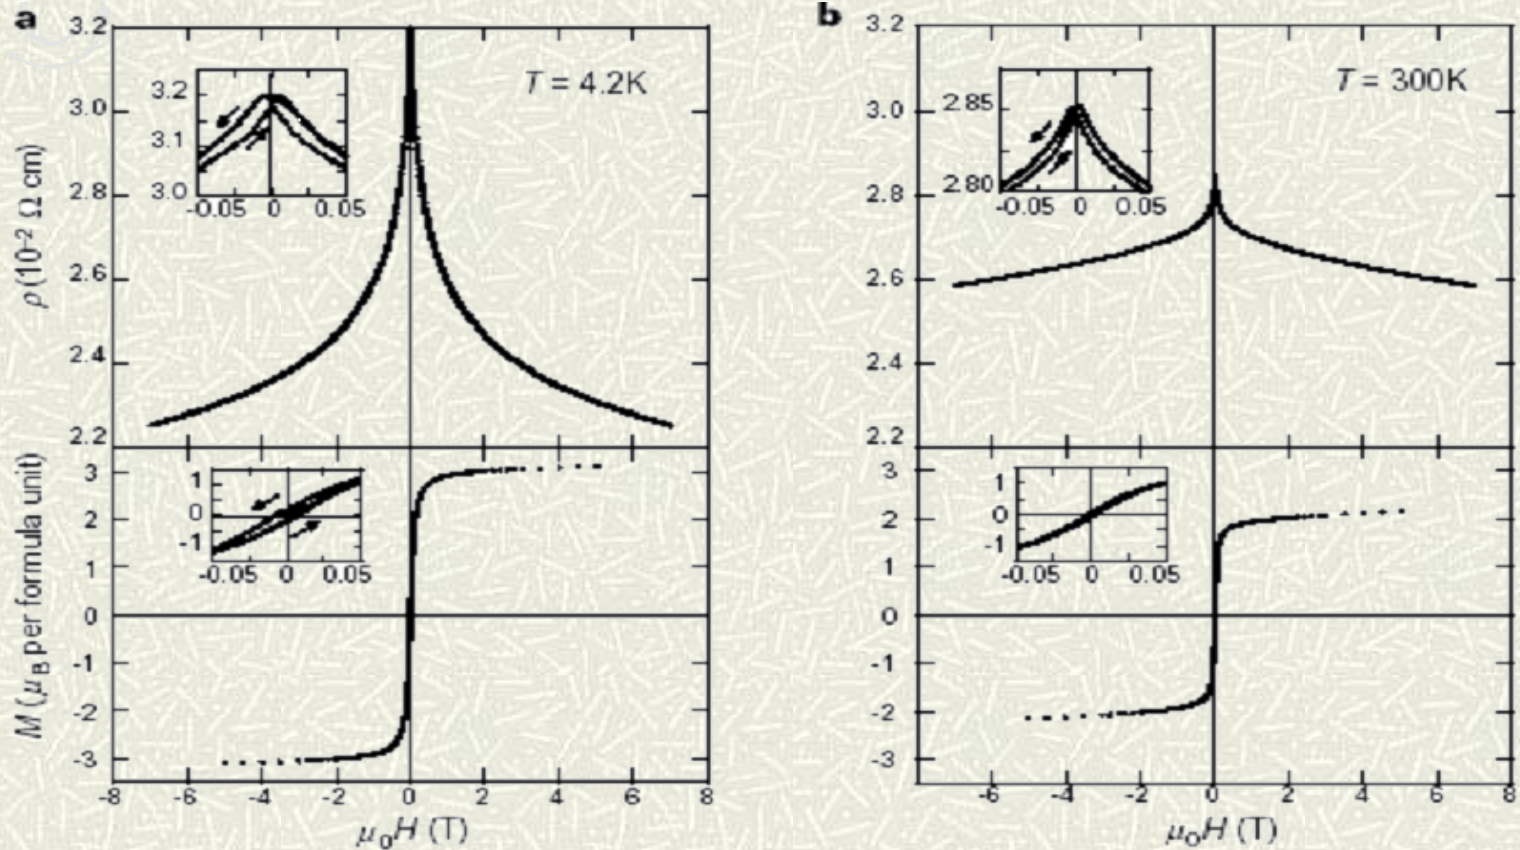 a
3.2
3.0
2.8
2.6
2.4
2.2
ρ (10⁻² Ω cm)
T = 4.2K
3.2
3.1
3.0
-0.05 0 0.05
3
2
1
0
-1
-2
-3
M (μB per formula unit)
1
0
-1
-0.05 0 0.05
-8 -6 -4 -2 0 2 4 6 8
μ0H (T)
b
3.2
3.0
2.8
2.6
2.4
2.2
T = 300K
2.85
2.80
-0.05 0 0.05
3
2
1
0
-1
-2
-3
1
0
-1
-0.05 0 0.05
-6 -4 -2 0 2 4 6 8
μ0H (T)